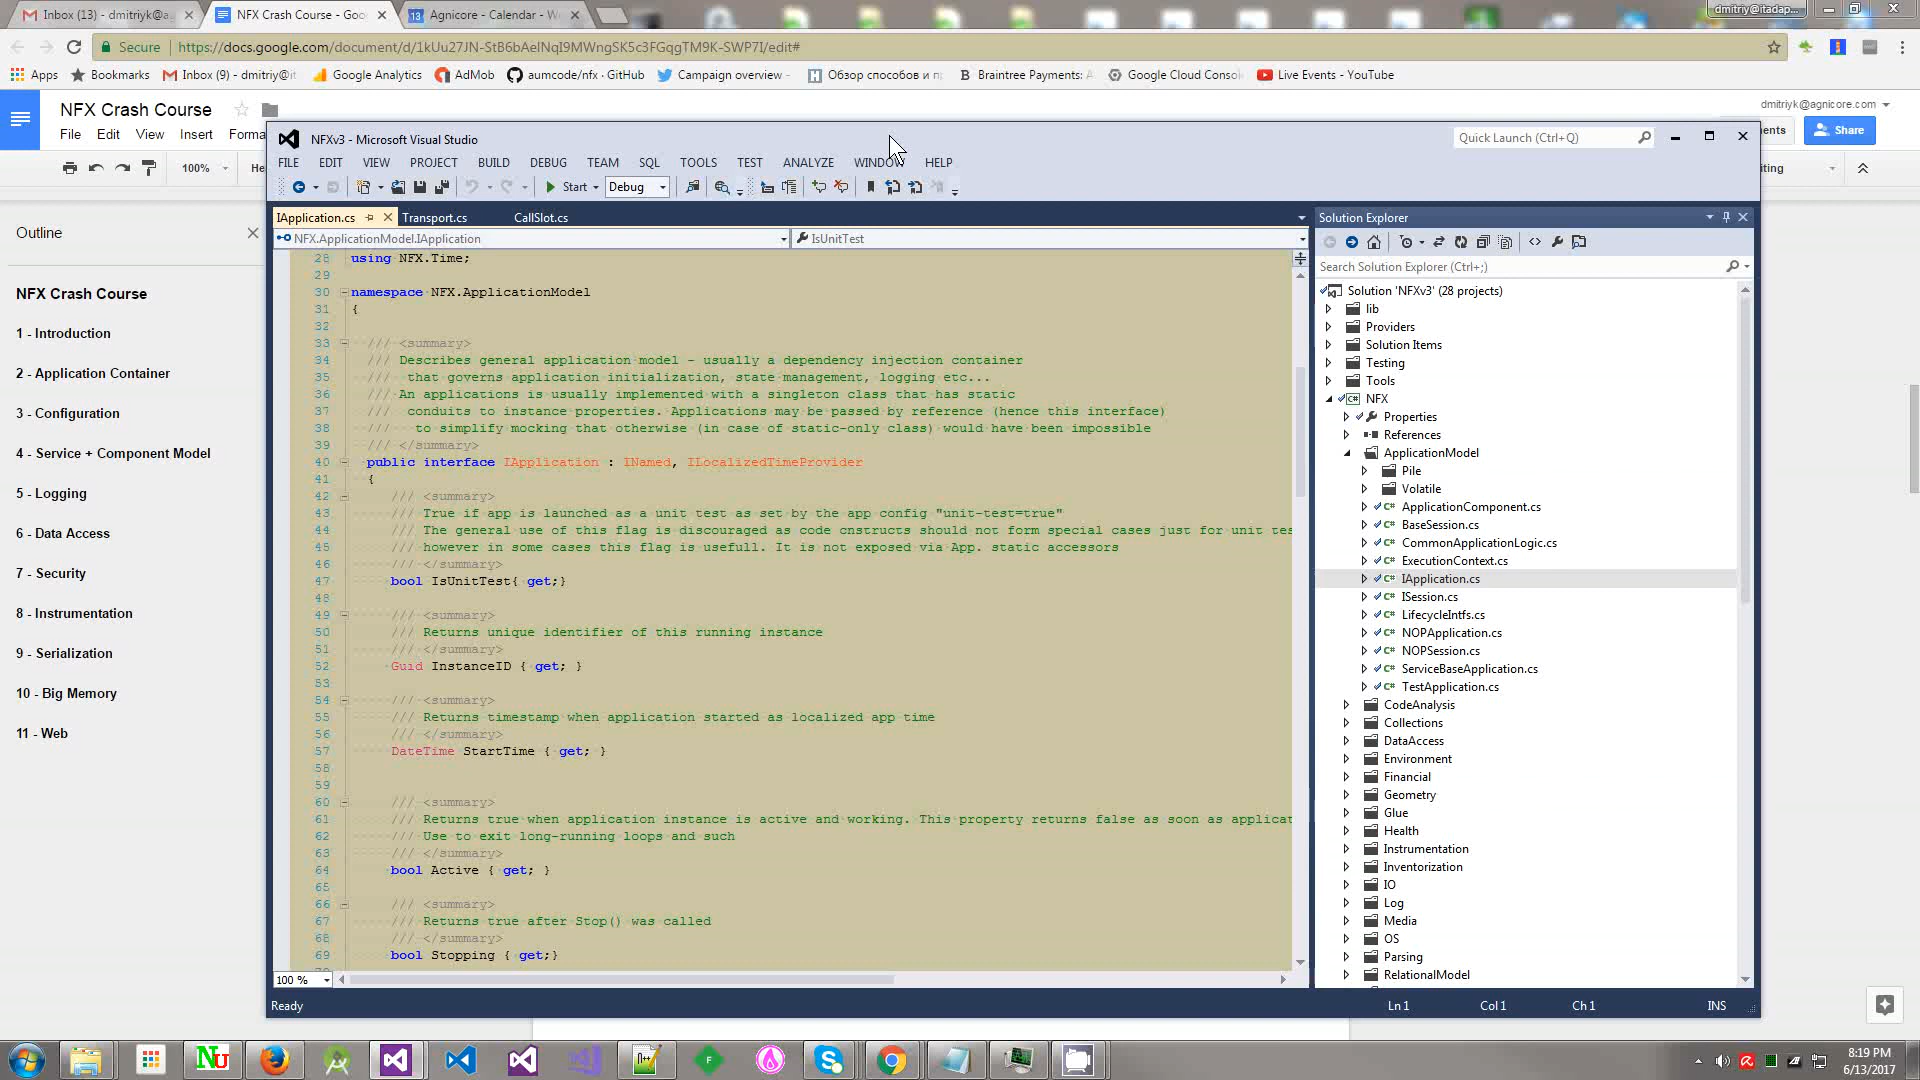 Inbox (13) - dmitriyk@a
NFX Crash Course - Goo
Agnicore - Calendar - W
dmitriy@itadap...
Secure
https://docs.google.com/document/d/1kUu27JN-StB6bAelNqI9MWngSK5c3FGqgTM9K-SWP7I/edit#
Apps
Bookmarks
Inbox (9) - dmitriy@it
Google Analytics
AdMob
aumcode/nfx · GitHub
Campaign overview -
Обзор способов и п
Braintree Payments: A
Google Cloud Conso
Live Events - YouTube
NFX Crash Course
dmitriyk@agnicore.com
File Edit View Insert Forma
ents
Share
100%
He
iting
Outline
NFX Crash Course
1 - Introduction
2 - Application Container
3 - Configuration
4 - Service + Component Model
5 - Logging
6 - Data Access
7 - Security
8 - Instrumentation
9 - Serialization
10 - Big Memory
11 - Web
NFXv3 - Microsoft Visual Studio
Quick Launch (Ctrl+Q)
FILE EDIT VIEW PROJECT BUILD DEBUG TEAM SQL TOOLS TEST ANALYZE WINDOW HELP
Start
Debug
IApplication.cs
Transport.cs
CallSlot.cs
NFX.ApplicationModel.IApplication
IsUnitTest
28 using NFX.Time;
29
30 namespace NFX.ApplicationModel
31 {
32
33 /// <summary>
34 /// Describes general application model - usually a dependency injection container
35 /// that governs application initialization, state management, logging etc...
36 /// An applications is usually implemented with a singleton class that has static
37 /// conduits to instance properties. Applications may be passed by reference (hence this interface)
38 /// to simplify mocking that otherwise (in case of static-only class) would have been impossible
39 /// </summary>
40 public interface IApplication : INamed, ILocalizedTimeProvider
41 {
42 /// <summary>
43 /// True if app is launched as a unit test as set by the app config "unit-test=true"
44 /// The general use of this flag is discouraged as code cnstructs should not form special cases just for unit tes
45 /// however in some cases this flag is usefull. It is not exposed via App. static accessors
46 /// </summary>
47 bool IsUnitTest{ get;}
48
49 /// <summary>
50 /// Returns unique identifier of this running instance
51 /// </summary>
52 Guid InstanceID { get; }
53
54 /// <summary>
55 /// Returns timestamp when application started as localized app time
56 /// </summary>
57 DateTime StartTime { get; }
58
59
60 /// <summary>
61 /// Returns true when application instance is active and working. This property returns false as soon as applicat
62 /// Use to exit long-running loops and such
63 /// </summary>
64 bool Active { get; }
65
66 /// <summary>
67 /// Returns true after Stop() was called
68 /// </summary>
69 bool Stopping { get;}
100 %
Solution Explorer
Search Solution Explorer (Ctrl+;)
Solution 'NFXv3' (28 projects)
lib
Providers
Solution Items
Testing
Tools
NFX
Properties
References
ApplicationModel
Pile
Volatile
ApplicationComponent.cs
BaseSession.cs
CommonApplicationLogic.cs
ExecutionContext.cs
IApplication.cs
ISession.cs
LifecycleIntfs.cs
NOPApplication.cs
NOPSession.cs
ServiceBaseApplication.cs
TestApplication.cs
CodeAnalysis
Collections
DataAccess
Environment
Financial
Geometry
Glue
Health
Instrumentation
Inventorization
IO
Log
Media
OS
Parsing
RelationalModel
Ready
Ln 1
Col 1
Ch 1
INS
8:19 PM
6/13/2017